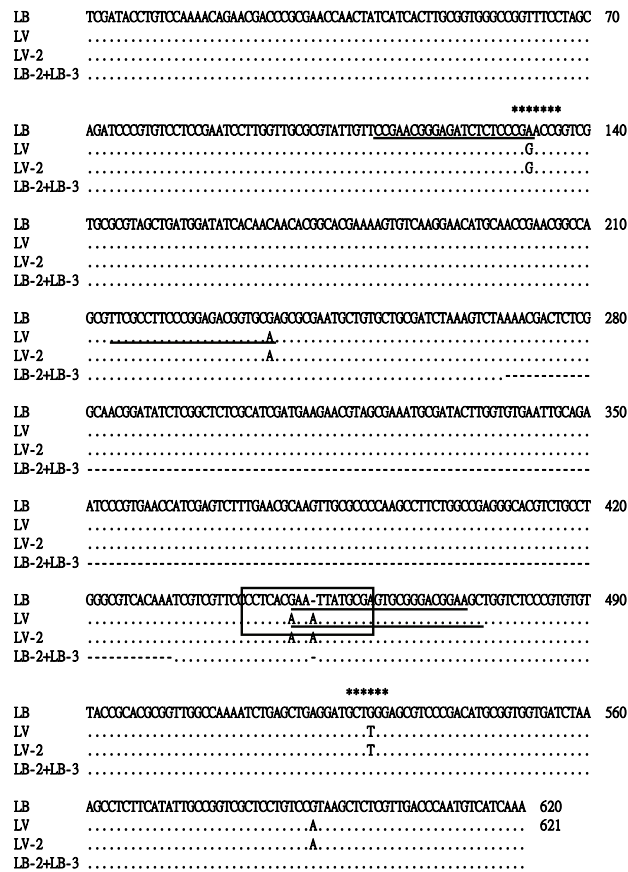 LB TCGATACCTGTCCAAAACAGAACGACCCGCGAACCAACTATCATCACTTGCGGTGGGCCGGTTTCCTAGC 70
LV ......................................................................
LV-2 ......................................................................
LB-2+LB-3 ......................................................................
*******
LB AGATCCCGTGTCCTCCGAATCCTTGGTTGCGCGTATTGTTCCGAACGGGAGATCTCTCCCGAACCGGTCG 140
LV .............................................................G........
LV-2 .............................................................G........
LB-2+LB-3 ......................................................................
LB TGCGCGTAGCTGATGGATATCACAACAACACGGCACGAAAAGTGTCAAGGAACATGCAACCGAACGGCCA 210
LV ......................................................................
LV-2 ......................................................................
LB-2+LB-3 ......................................................................
LB GCGTTCGCCTTCCCGGAGACGGTGCGAGCGCGAATGCTGTGCTGCGATCTAAAGTCTAAAACGACTCTCG 280
LV .........................A............................................
LV-2 .........................A............................................
LB-2+LB-3 ..........................................................------------
LB GCAACGGATATCTCGGCTCTCGCATCGATGAAGAACGTAGCGAAATGCGATACTTGGTGTGAATTGCAGA 350
LV ......................................................................
LV-2 ......................................................................
LB-2+LB-3 ----------------------------------------------------------------------
LB ATCCCGTGAACCATCGAGTCTTTGAACGCAAGTTGCGCCCCAAGCCTTCTGGCCGAGGGCACGTCTGCCT 420
LV ......................................................................
LV-2 ......................................................................
LB-2+LB-3 ----------------------------------------------------------------------
LB GGGCGTCACAAATCGTCGTTCCCCTCACGAA-TTATGCGAGTGCGGGACGGAAGCTGGTCTCCCGTGTGT 490
LV ............................A..A......................................
LV-2 ............................A..A......................................
LB-2+LB-3 ------------...................-......................................
******
LB TACCGCACGCGGTTGGCCAAAATCTGAGCTGAGGATGCTGGGAGCGTCCCGACATGCGGTGGTGATCTAA 560
LV .......................................T..............................
LV-2 .......................................T..............................
LB-2+LB-3 ......................................................................
LB AGCCTCTTCATATTGCCGGTCGCTCCTGTCCGTAAGCTCTCGTTGACCCAATGTCATCAAA 620
LV ...............................A............................. 621
LV-2 ...............................A.............................
LB-2+LB-3 .............................................................